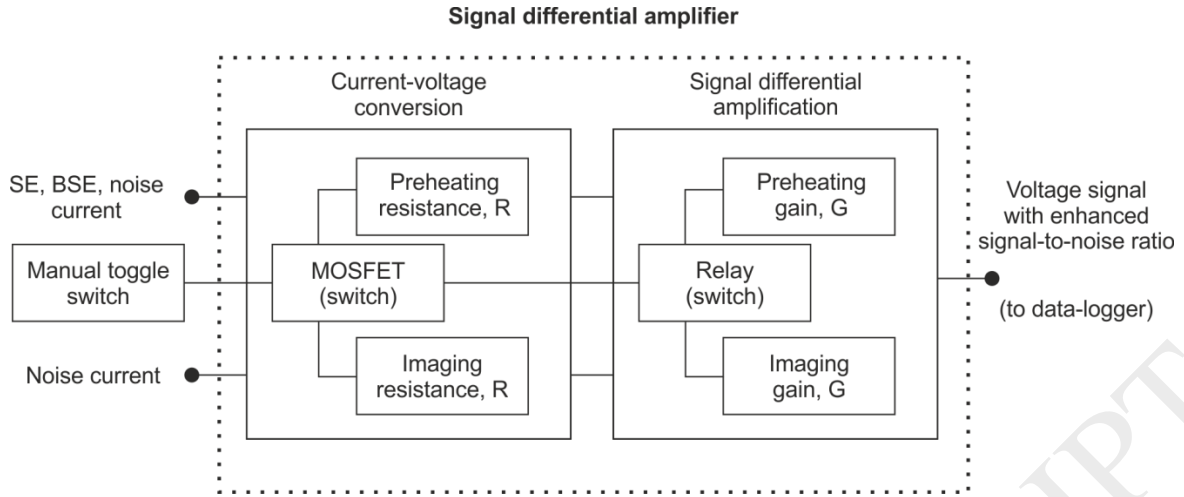 Signal differential amplifier
Current-voltage
conversion
Signal differential
amplification
SE, BSE, noise
current
Preheating
resistance, R
Preheating
gain, G
Voltage signal
with enhanced
signal-to-noise ratio
Manual toggle
switch
MOSFET
(switch)
Relay
(switch)
(to data-logger)
Noise current
Imaging
resistance, R
Imaging
gain, G
IPT